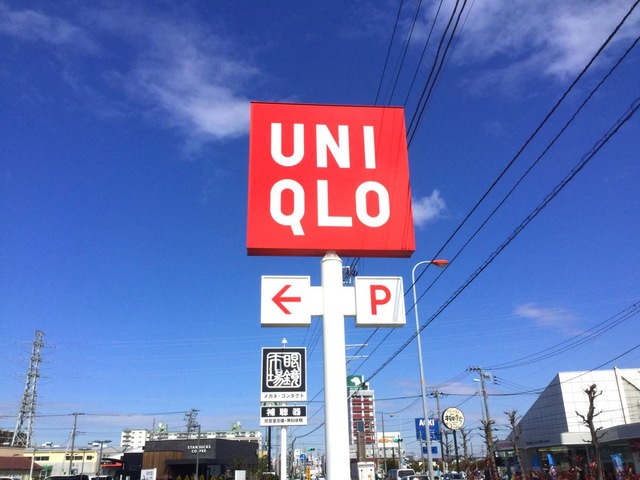 UNI
QLO
←
P
眼鏡
市場
メガネ・コンタクト
補聴器
STARBUCKS
COFFEE
AOKI